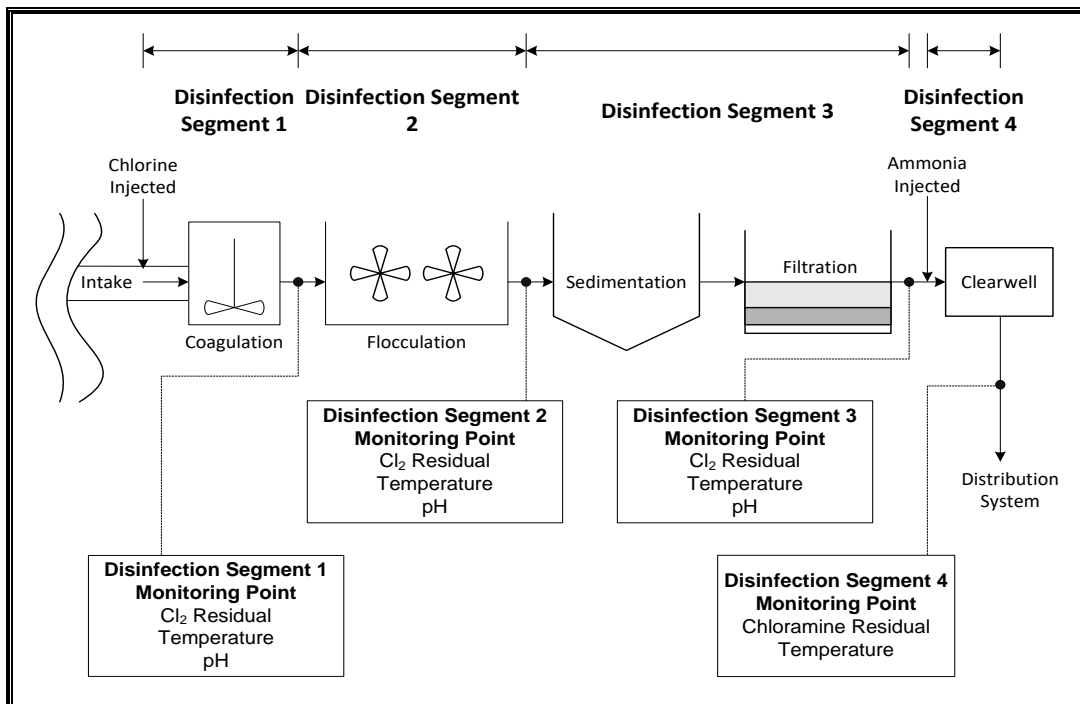 Disinfection
Segment 1
Disinfection Segment
2
Disinfection Segment 3
Disinfection
Segment 4
Chlorine
Injected
Ammonia
Injected
Intake
Coagulation
Flocculation
Sedimentation
Filtration
Clearwell
Disinfection Segment 2
Monitoring Point
Cl₂ Residual
Temperature
pH
Disinfection Segment 3
Monitoring Point
Cl₂ Residual
Temperature
pH
Distribution
System
Disinfection Segment 1
Monitoring Point
Cl₂ Residual
Temperature
pH
Disinfection Segment 4
Monitoring Point
Chloramine Residual
Temperature